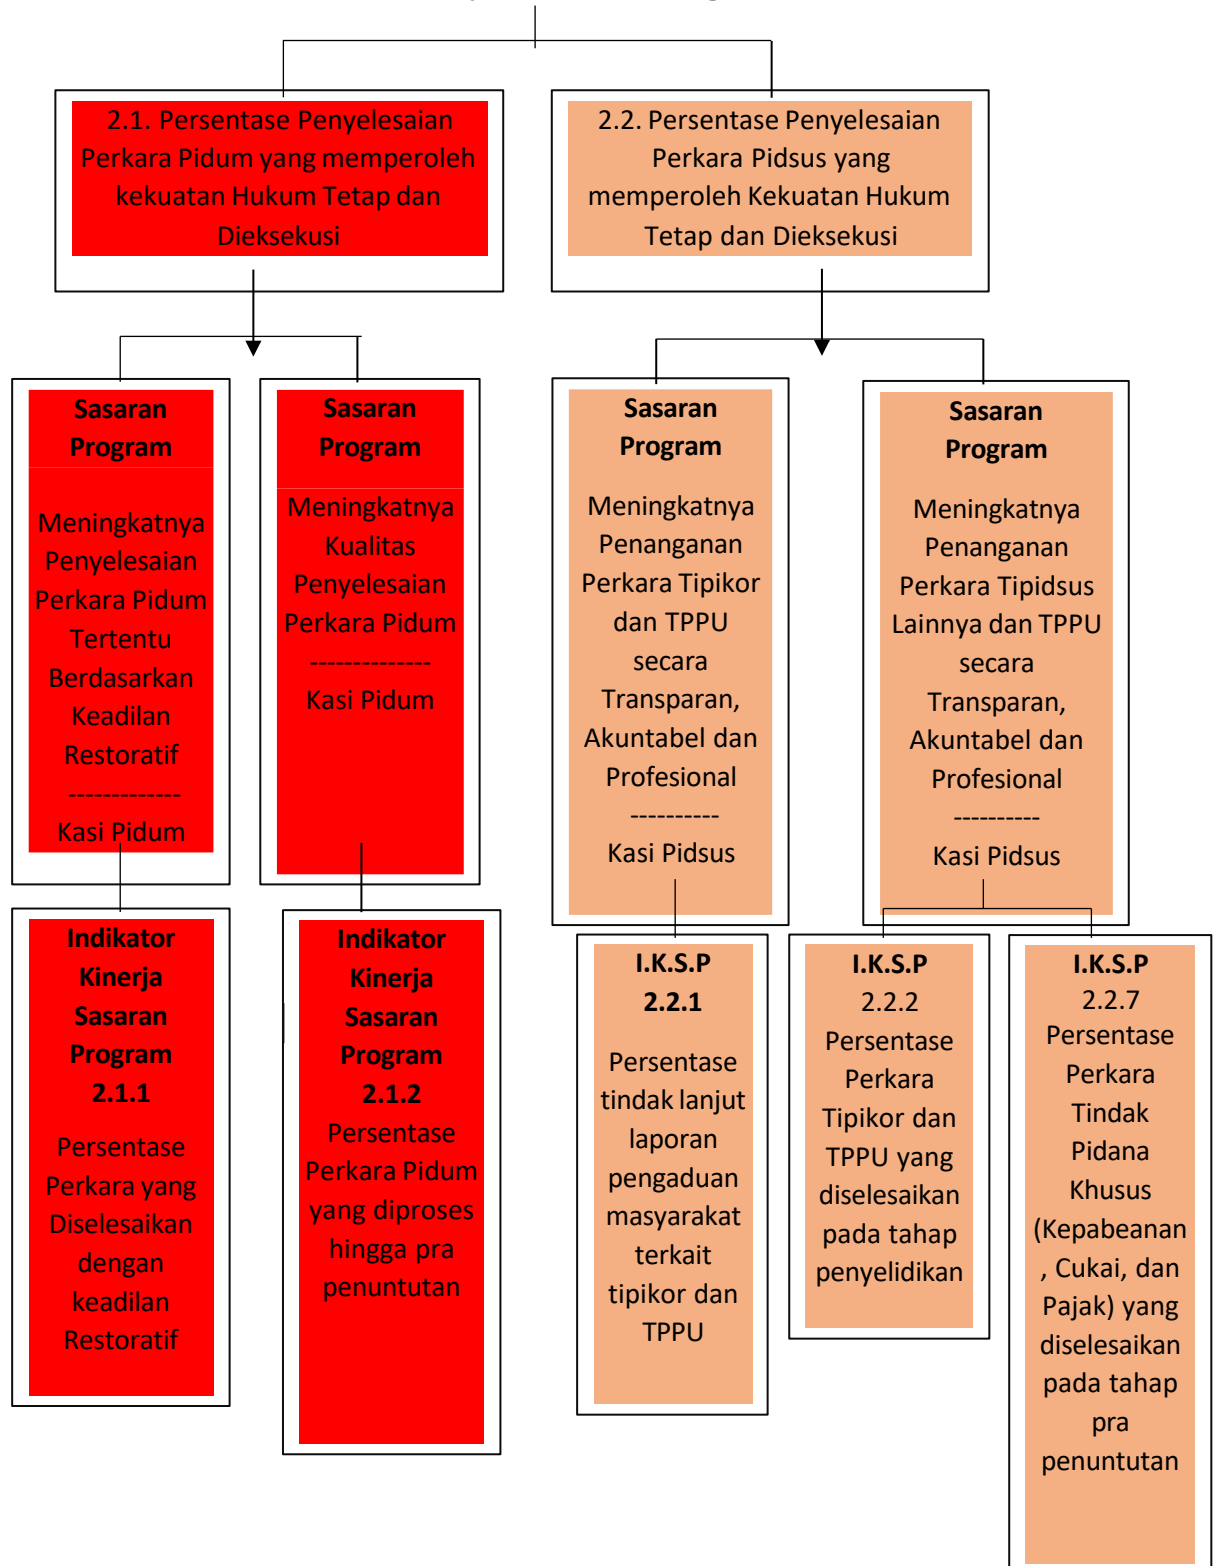 2.1. Persentase Penyelesaian
Perkara Pidum yang memperoleh
kekuatan Hukum Tetap dan
Dieksekusi
2.2. Persentase Penyelesaian
Perkara Pidsus yang
memperoleh Kekuatan Hukum
Tetap dan Dieksekusi
Sasaran
Program
Meningkatnya
Penyelesaian
Perkara Pidum
Tertentu
Berdasarkan
Keadilan
Restoratif
-------------
Kasi Pidum
Sasaran
Program
Meningkatnya
Kualitas
Penyelesaian
Perkara Pidum
--------------
Kasi Pidum
Sasaran
Program
Meningkatnya
Penanganan
Perkara Tipikor
dan TPPU
secara
Transparan,
Akuntabel dan
Profesional
----------
Kasi Pidsus
Sasaran
Program
Meningkatnya
Penanganan
Perkara Tipidsus
Lainnya dan TPPU
secara
Transparan,
Akuntabel dan
Profesional
----------
Kasi Pidsus
Indikator
Kinerja
Sasaran
Program
2.1.1
Persentase
Perkara yang
Diselesaikan
dengan
keadilan
Restoratif
Indikator
Kinerja
Sasaran
Program
2.1.2
Persentase
Perkara Pidum
yang diproses
hingga pra
penuntutan
I.K.S.P
2.2.1
Persentase
tindak lanjut
laporan
pengaduan
masyarakat
terkait
tipikor dan
TPPU
I.K.S.P
2.2.2
Persentase
Perkara
Tipikor dan
TPPU yang
diselesaikan
pada tahap
penyelidikan
I.K.S.P
2.2.7
Persentase
Perkara
Tindak
Pidana
Khusus
(Kepabeanan
, Cukai, dan
Pajak) yang
diselesaikan
pada tahap
pra
penuntutan